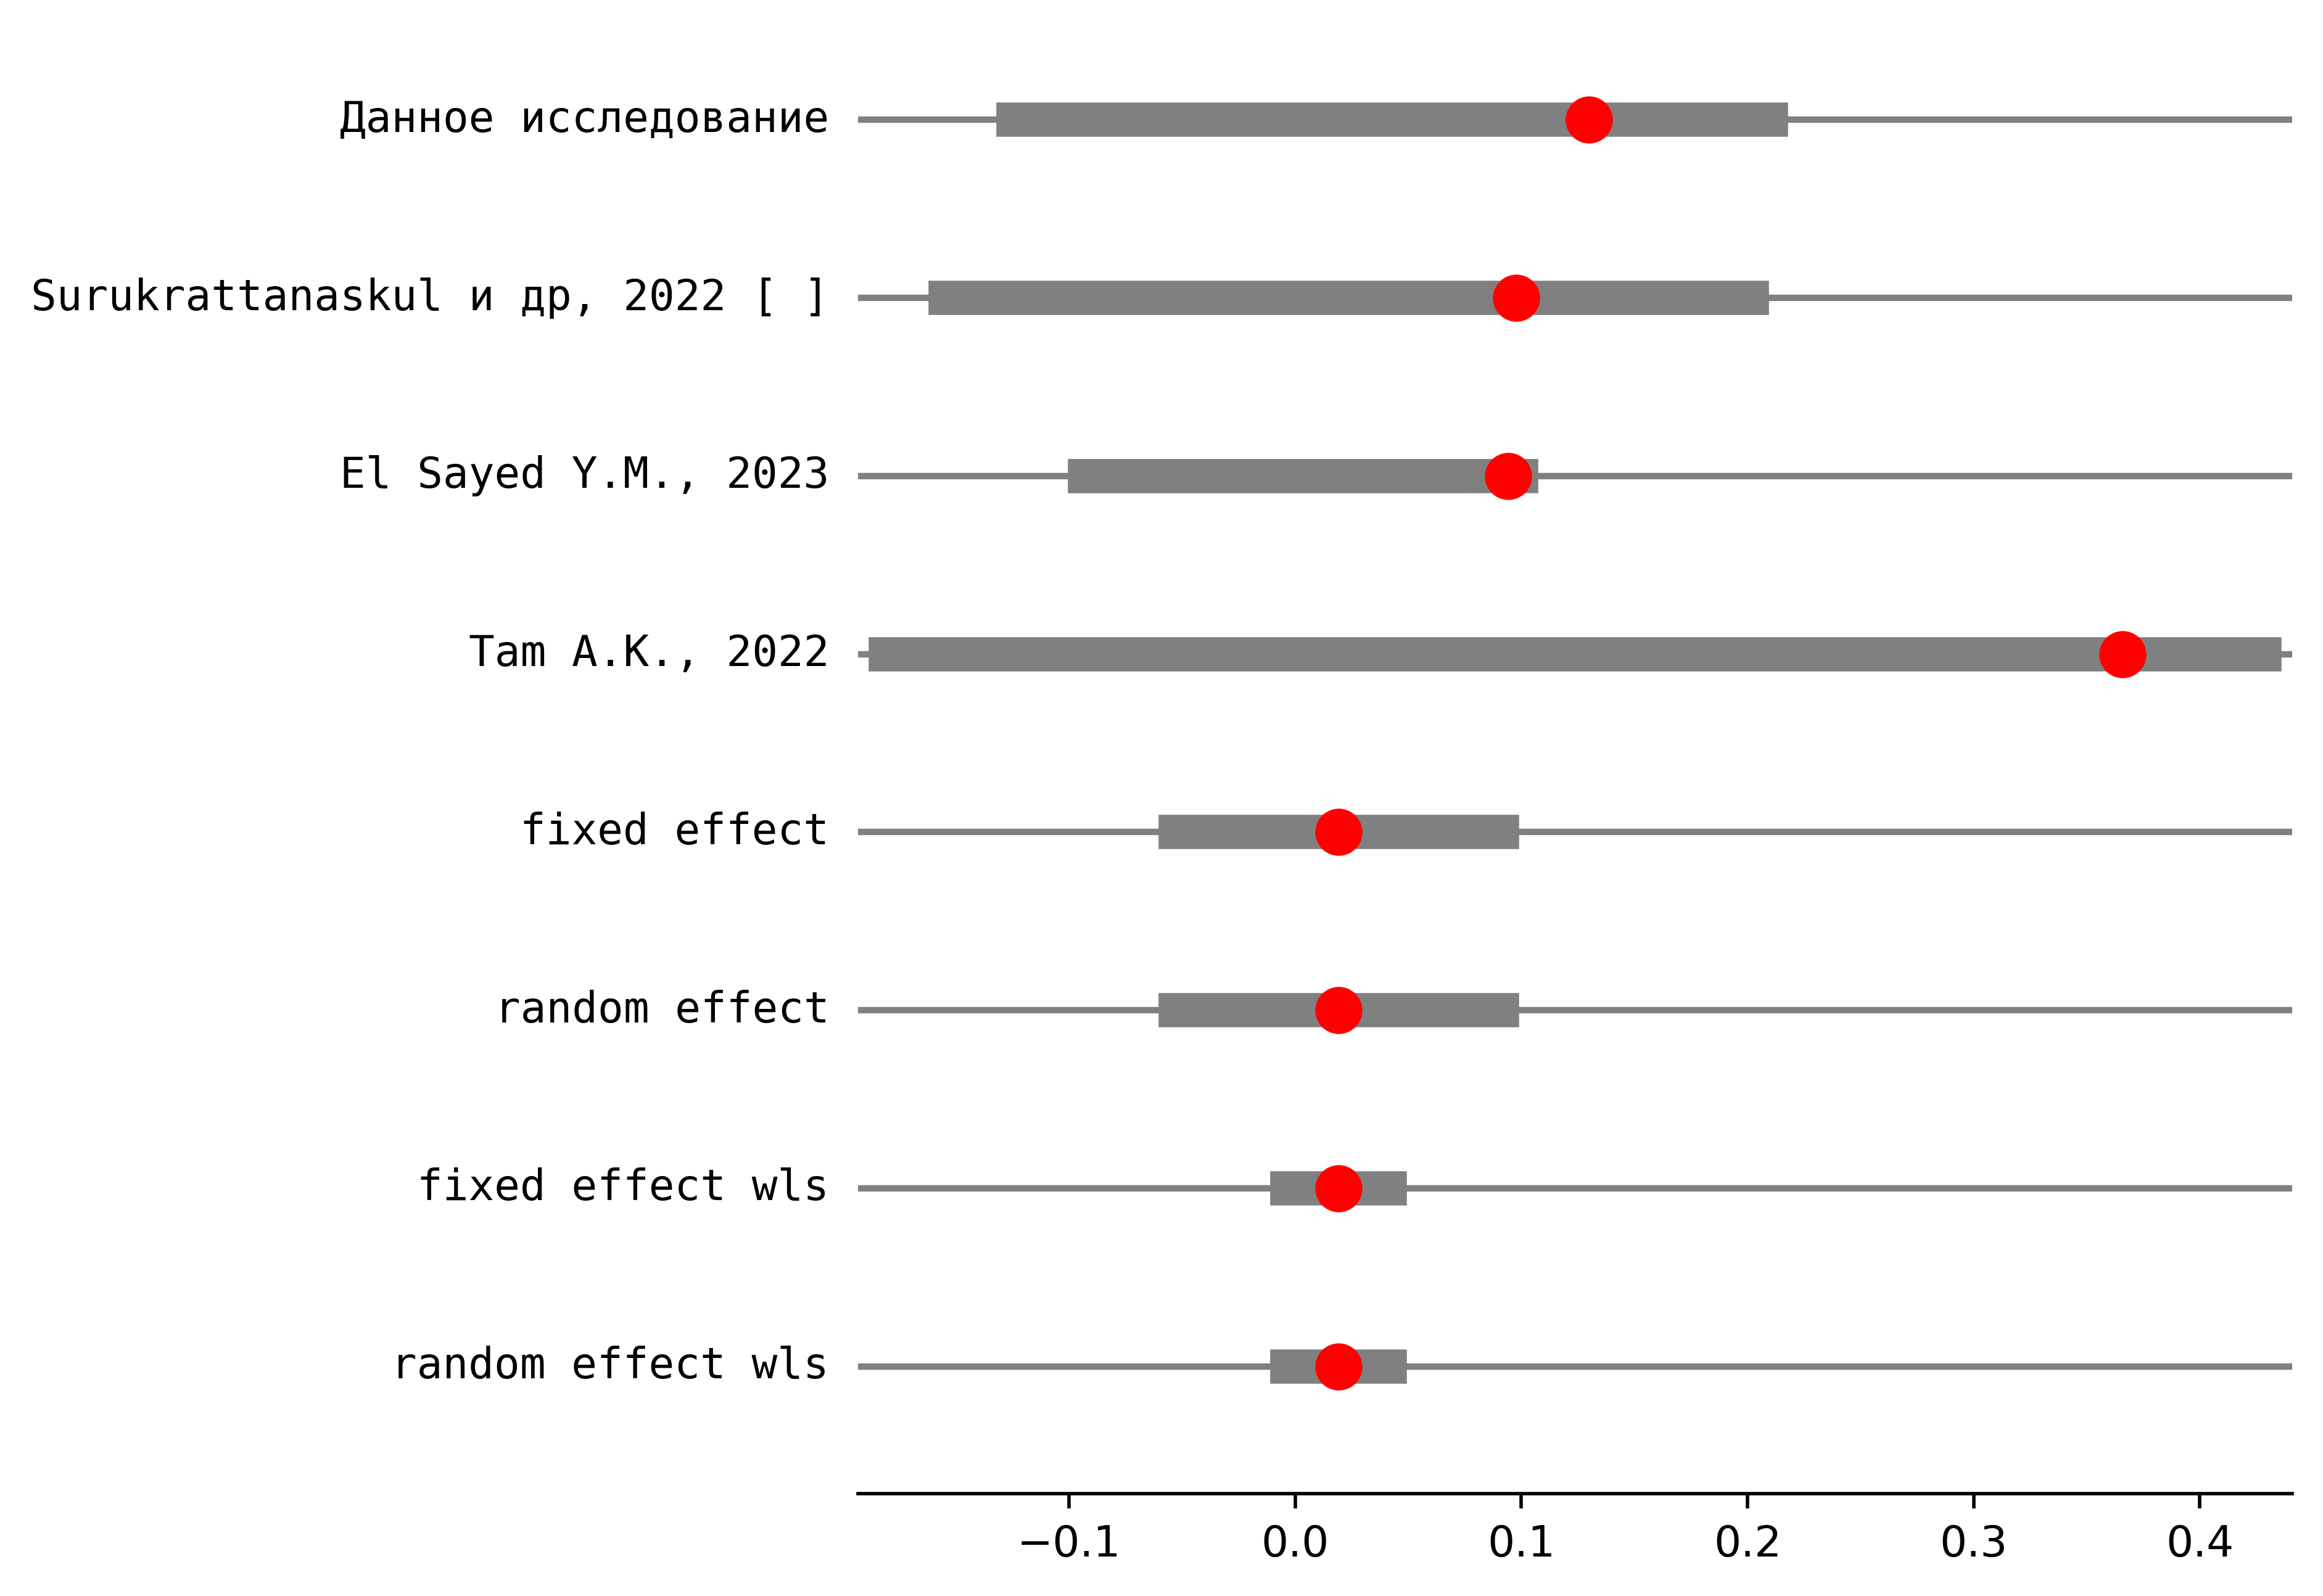 Данное исследование
Surukrattanaskul и др, 2022 [ ]
El Sayed Y.M., 2023
Tam A.K., 2022
fixed effect
random effect
fixed effect wls
random effect wls
−0.1 0.0 0.1 0.2 0.3 0.4